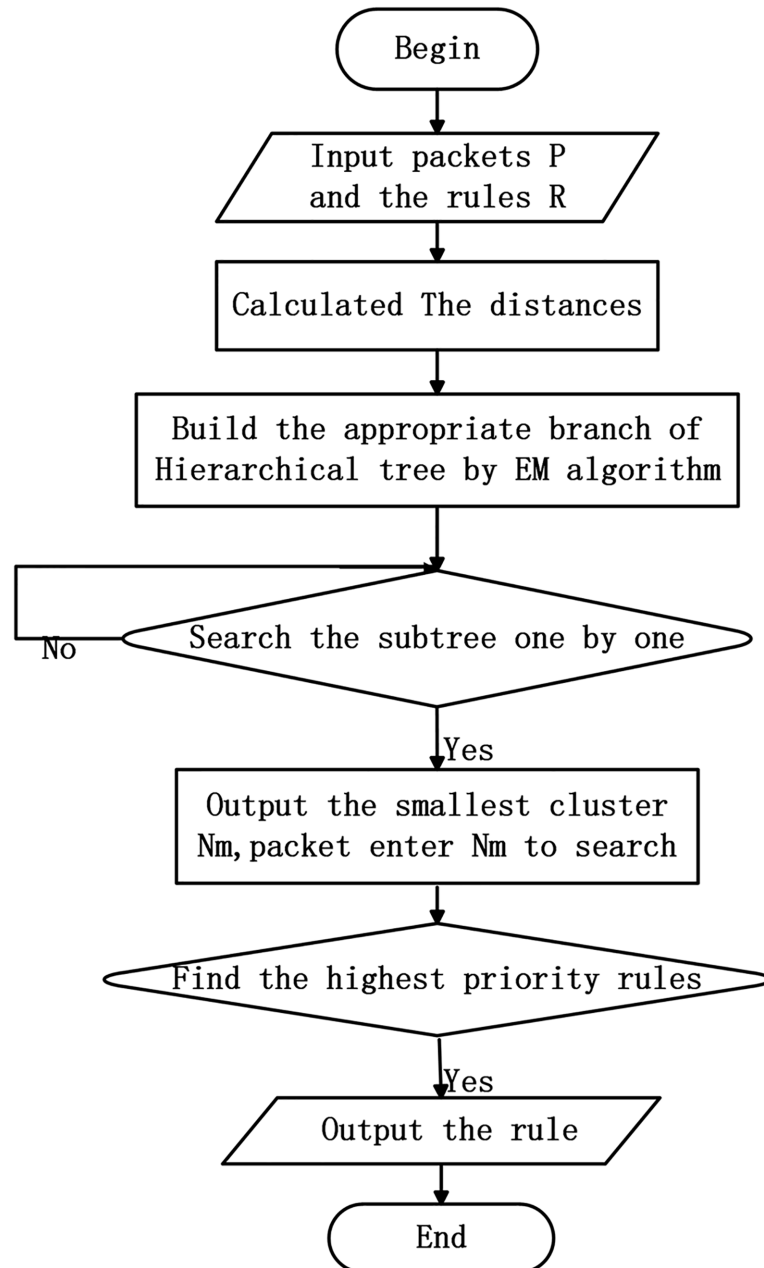 Begin
Input packets P
and the rules R
Calculated The distances
Build the appropriate branch of
Hierarchical tree by EM algorithm
Search the subtree one by one
No
Yes
Output the smallest cluster
Nm,packet enter Nm to search
Find the highest priority rules
Yes
Output the rule
End